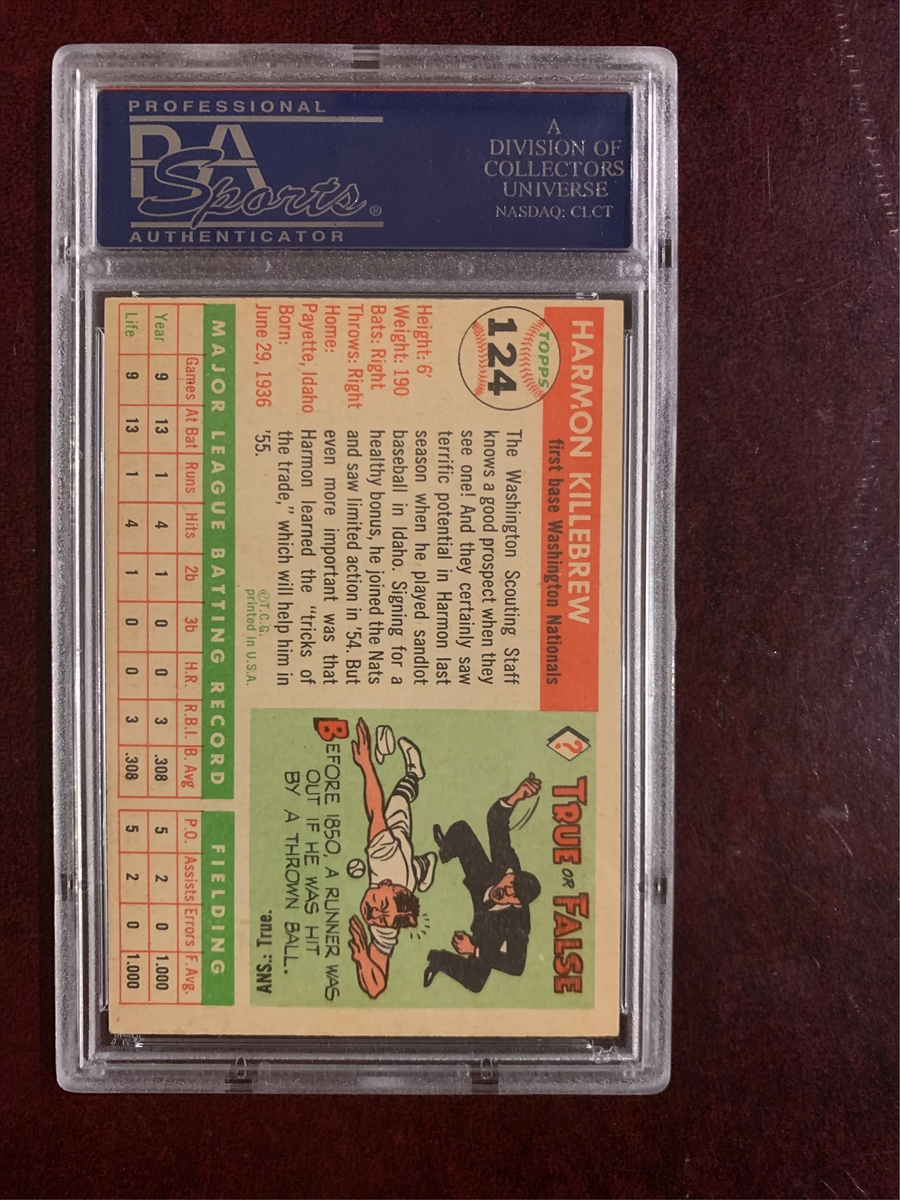 PROFESSIONAL
PSA
Sports®
AUTHENTICATOR
A
DIVISION OF
COLLECTORS
UNIVERSE
NASDAQ: CLCT
HARMON KILLEBREW
first base Washington Nationals
TOPPS
124
Height: 6'
Weight: 190
Bats: Right
Throws: Right
Home:
Payette, Idaho
Born:
June 29, 1936
The Washington Scouting Staff
knows a good prospect when they
see one! And they certainly saw
terrific potential in Harmon last
season when he played sandlot
baseball in Idaho. Signing for a
healthy bonus, he joined the Nats
and saw limited action in '54. But
even more important was that
Harmon learned the "tricks of
the trade," which will help him in
'55.
©T.C.G.
printed in U.S.A.
? TRUE OR FALSE
BEFORE 1850, A RUNNER WAS
OUT IF HE WAS HIT
BY A THROWN BALL.
ANS.: True.
MAJOR LEAGUE BATTING RECORD FIELDING
Games At Bat Runs Hits 2b 3b H.R. R.B.I. B. Avg P.O. Assists Errors F. Avg.
Year 9 13 1 4 1 0 0 3 .308 5 2 0 1.000
Life 9 13 1 4 1 0 0 3 .308 5 2 0 1.000